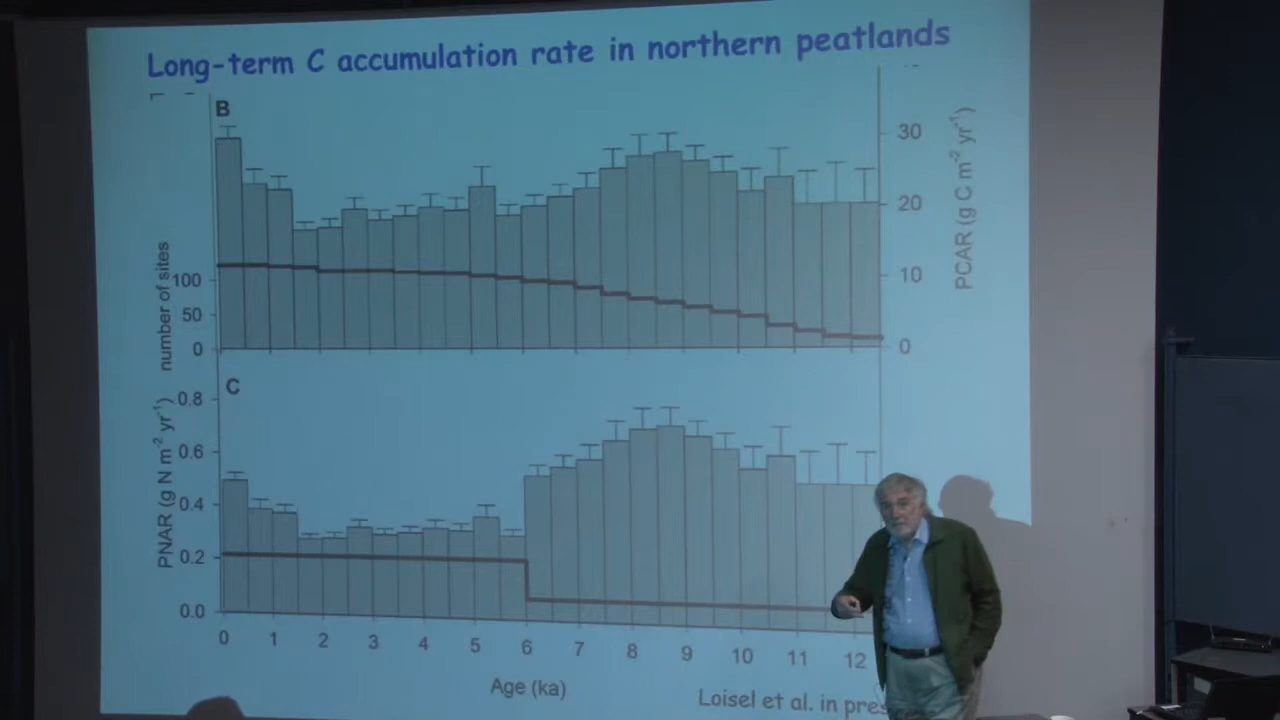 Long-term C accumulation rate in northern peatlands
B
number of sites
100
50
0
30
20
10
0
PCAR (g C m-2 yr-1)
C
PNAR (g N m-2 yr-1)
0.8
0.6
0.4
0.2
0.0
0 1 2 3 4 5 6 7 8 9 10 11 12
Age (ka)
Loisel et al. in